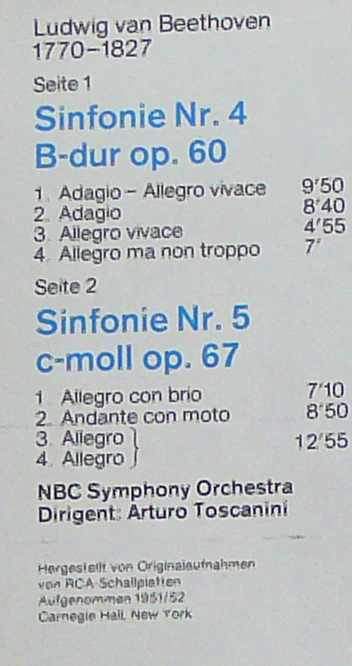 Ludwig van Beethoven
1770–1827
Seite 1
Sinfonie Nr. 4
B-dur op. 60
1. Adagio – Allegro vivace 9'50
2. Adagio 8'40
3. Allegro vivace 4'55
4. Allegro ma non troppo 7'
Seite 2
Sinfonie Nr. 5
c-moll op. 67
1 Allegro con brio 7'10
2. Andante con moto 8'50
3. Allegro }
4. Allegro } 12'55
NBC Symphony Orchestra
Dirigent: Arturo Toscanini
Hergestellt von Originalaufnahmen
von RCA-Schallplatten
Aufgenommen 1951/52
Carnegie Hall, New York